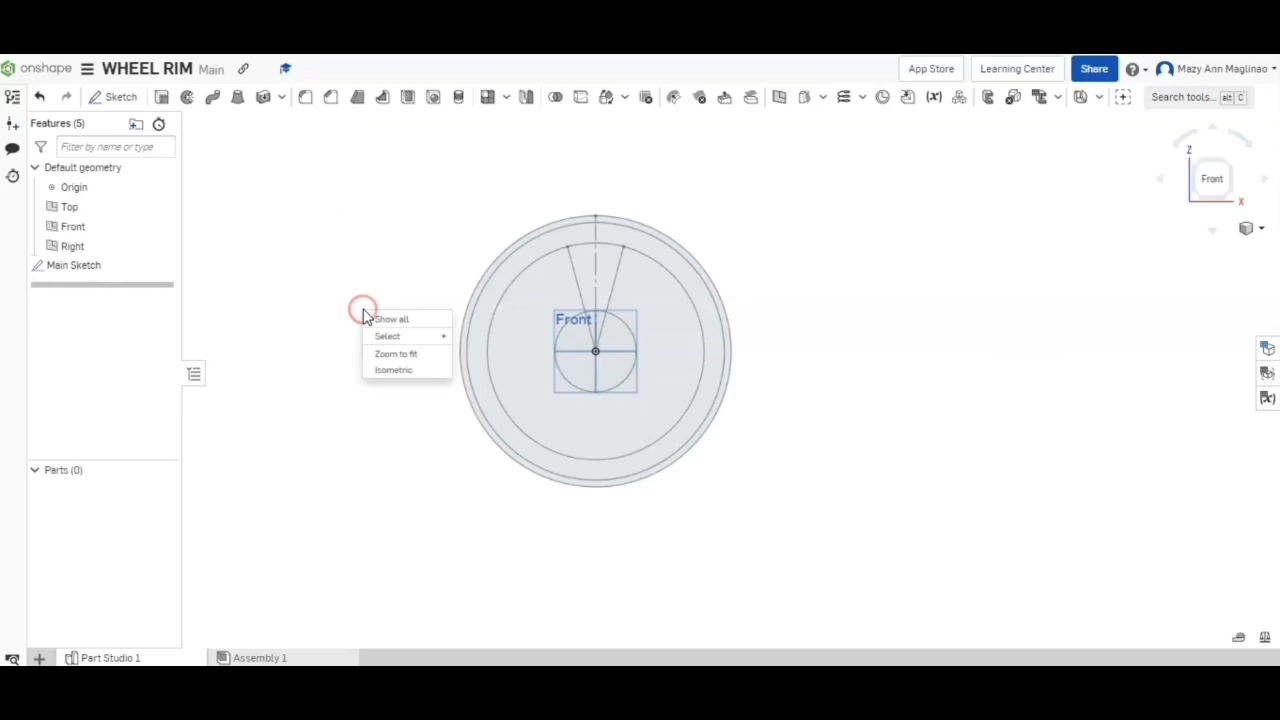 onshape WHEEL RIM Main App Store Learning Center Share Mazy Ann Maglinao
Sketch (x) Search tools... alt C
Features (5)
Filter by name or type
Default geometry
Origin
Top
Front
Right
Main Sketch
Parts (0)
Show all
Select
Zoom to fit
Isometric
Front
Z
Front
X
(x)
Part Studio 1 Assembly 1